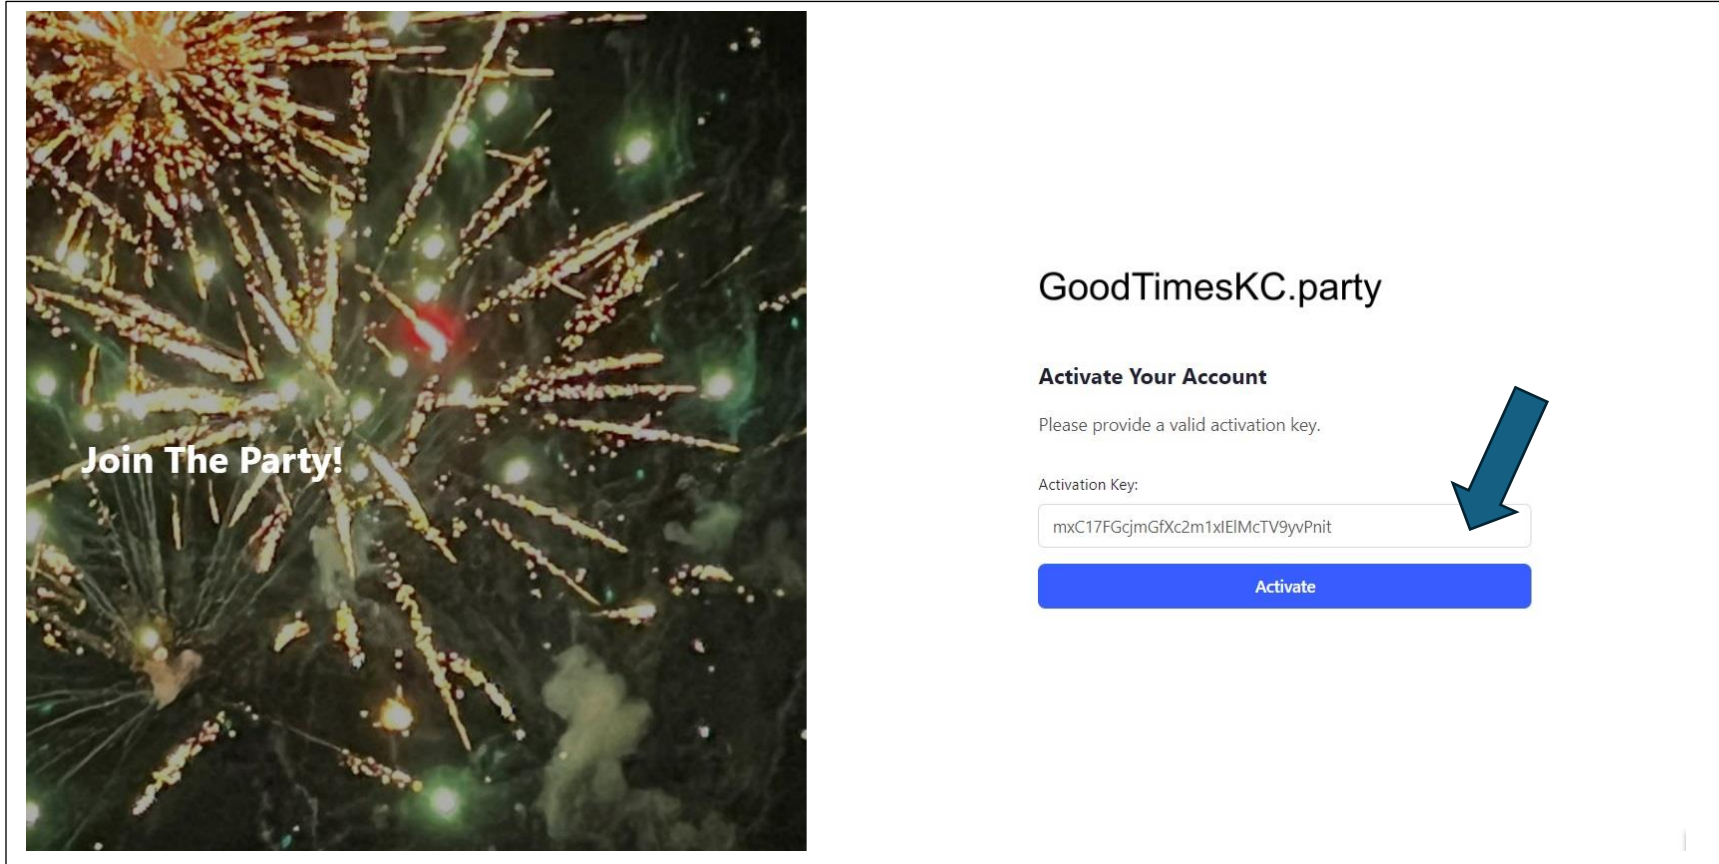 Join The Party!
GoodTimesKC.party
Activate Your Account
Please provide a valid activation key.
Activation Key:
mxC17FGcjmGfXc2m1xIElMcTV9yvPnit
Activate